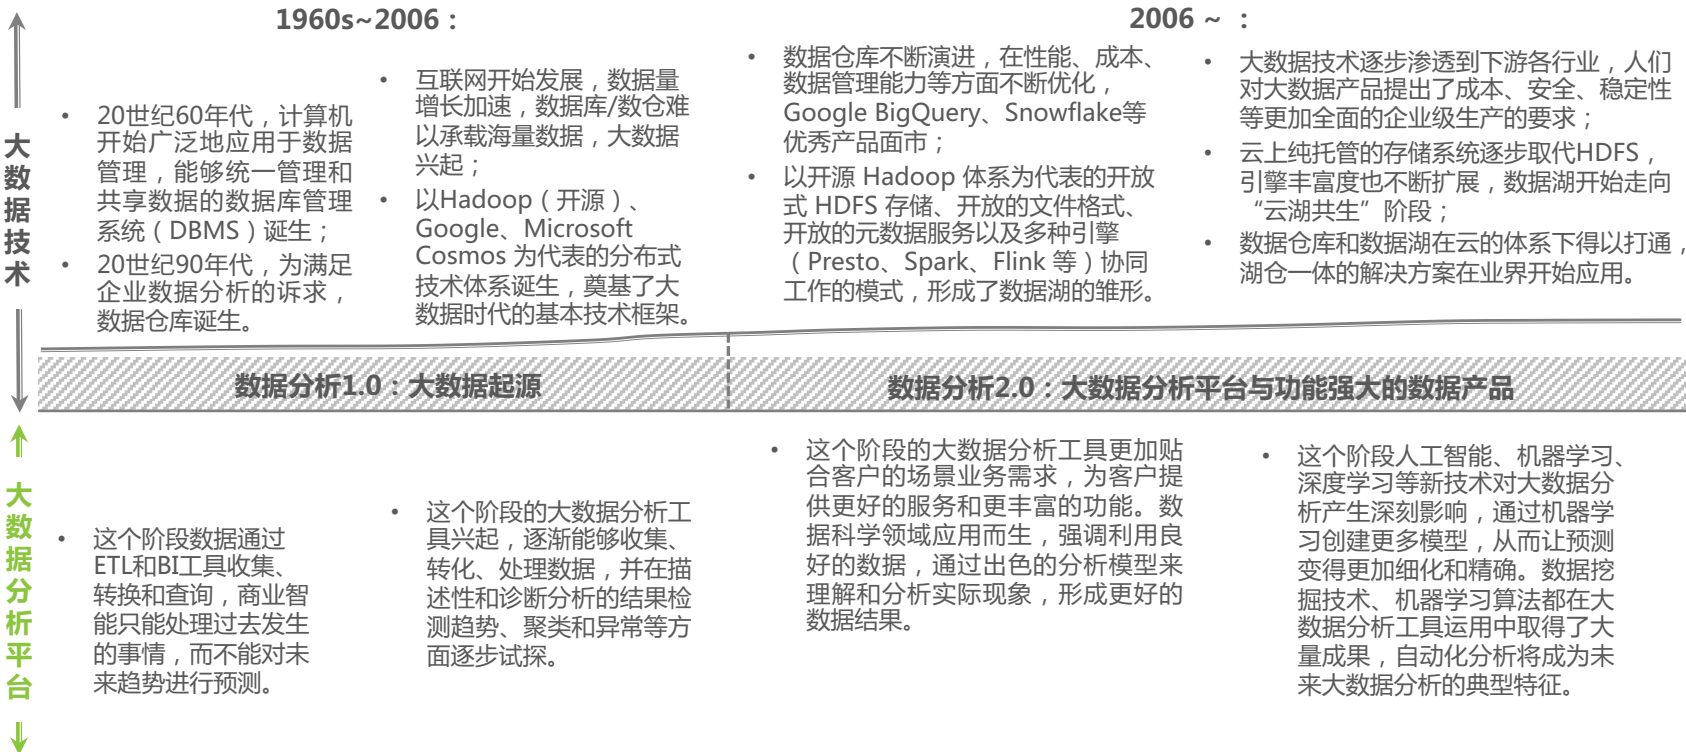 1960s~2006：
2006 ~ ：
大数据技术
• 20世纪60年代，计算机
开始广泛地应用于数据
管理，能够统一管理和
共享数据的数据库管理
系统（DBMS）诞生；
• 20世纪90年代，为满足
企业数据分析的诉求，
数据仓库诞生。
• 互联网开始发展，数据量
增长加速，数据库/数仓难
以承载海量数据，大数据
兴起；
• 以Hadoop（开源）、
Google、Microsoft
Cosmos 为代表的分布式
技术体系诞生，奠基了大
数据时代的基本技术框架。
• 数据仓库不断演进，在性能、成本、
数据管理能力等方面不断优化，
Google BigQuery、Snowflake等
优秀产品面市；
• 以开源 Hadoop 体系为代表的开放
式 HDFS 存储、开放的文件格式、
开放的元数据服务以及多种引擎
（Presto、Spark、Flink 等）协同
工作的模式，形成了数据湖的雏形。
• 大数据技术逐步渗透到下游各行业，人们
对大数据产品提出了成本、安全、稳定性
等更加全面的企业级生产的要求；
• 云上纯托管的存储系统逐步取代HDFS，
引擎丰富度也不断扩展，数据湖开始走向
“云湖共生”阶段；
• 数据仓库和数据湖在云的体系下得以打通，
湖仓一体的解决方案在业界开始应用。
数据分析1.0：大数据起源
数据分析2.0：大数据分析平台与功能强大的数据产品
大数据分析平台
• 这个阶段数据通过
ETL和BI工具收集、
转换和查询，商业智
能只能处理过去发生
的事情，而不能对未
来趋势进行预测。
• 这个阶段的大数据分析工
具兴起，逐渐能够收集、
转化、处理数据，并在描
述性和诊断分析的结果检
测趋势、聚类和异常等方
面逐步试探。
• 这个阶段的大数据分析工具更加贴
合客户的场景业务需求，为客户提
供更好的服务和更丰富的功能。数
据科学领域应用而生，强调利用良
好的数据，通过出色的分析模型来
理解和分析实际现象，形成更好的
数据结果。
• 这个阶段人工智能、机器学习、
深度学习等新技术对大数据分
析产生深刻影响，通过机器学
习创建更多模型，从而让预测
变得更加细化和精确。数据挖
掘技术、机器学习算法都在大
数据分析工具运用中取得了大
量成果，自动化分析将成为未
来大数据分析的典型特征。